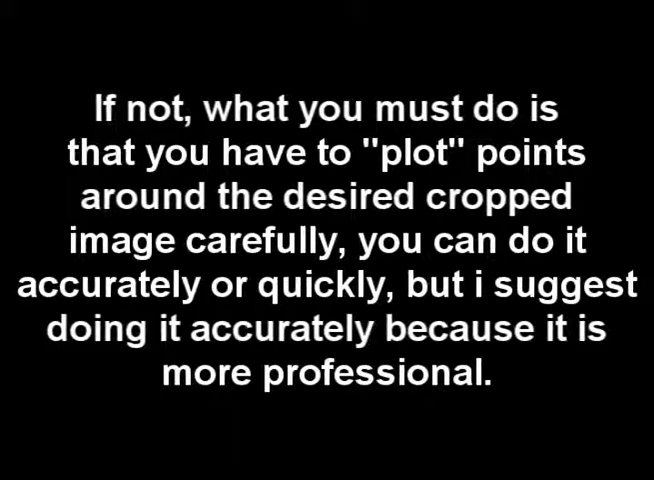 If not, what you must do is
that you have to "plot" points
around the desired cropped
image carefully, you can do it
accurately or quickly, but i suggest
doing it accurately because it is
more professional.